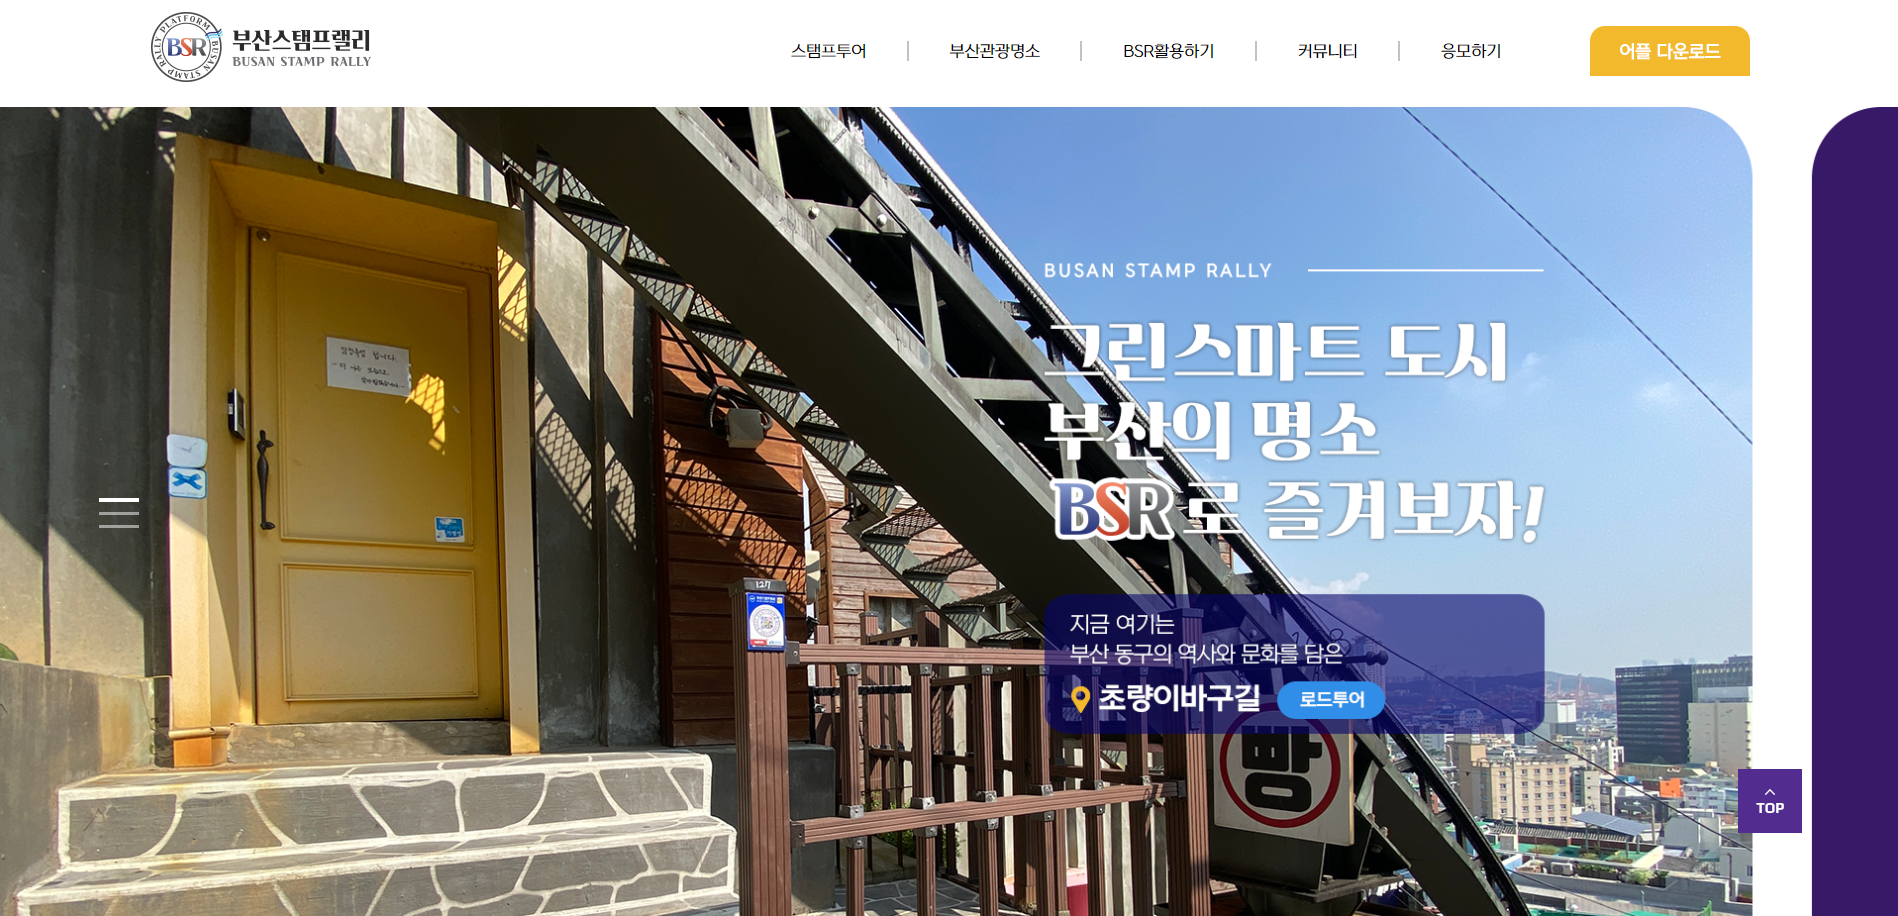 BUSAN STAMP RALLY PLATFORM
BSR
부산스탬프랠리
BUSAN STAMP RALLY
스탬프투어
부산관광명소
BSR활용하기
커뮤니티
응모하기
어플 다운로드
BUSAN STAMP RALLY
그린스마트 도시
부산의 명소
BSR로 즐겨보자!
지금 여기는
부산 동구의 역사와 문화를 담은
초량이바구길
로드투어
127
TOP